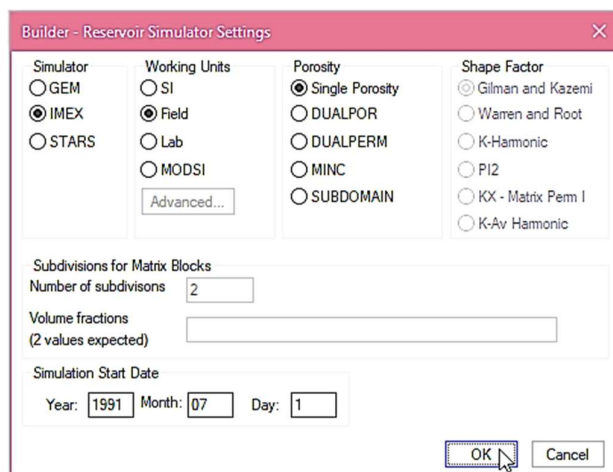 Builder - Reservoir Simulator Settings
Simulator
GEM
IMEX
STARS
Working Units
SI
Field
Lab
MODSI
Advanced...
Porosity
Single Porosity
DUALPOR
DUALPERM
MINC
SUBDOMAIN
Shape Factor
Gilman and Kazemi
Warren and Root
K-Harmonic
PI2
KX - Matrix Perm I
K-Av Harmonic
Subdivisions for Matrix Blocks
Number of subdivisons 2
Volume fractions
(2 values expected)
Simulation Start Date
Year: 1991 Month: 07 Day: 1
OK Cancel